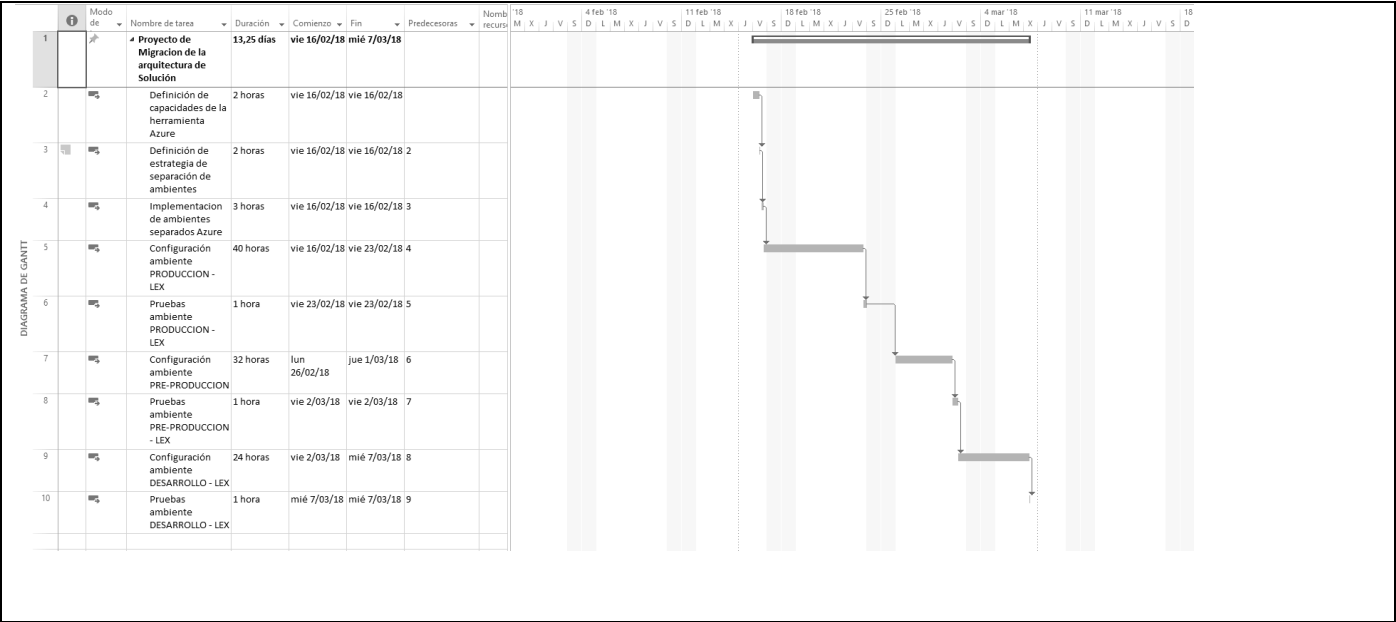 Modo de
Nombre de tarea
Duración
Comienzo
Fin
Predecesoras
Nomb
recurs
'18
4 feb '18
11 feb '18
18 feb '18
25 feb '18
4 mar '18
11 mar '18
18
M X J V S D L M X J V S D L M X J V S D L M X J V S D L M X J V S D L M X J V S D L M X J V S D
1
Proyecto de
Migracion de la
arquitectura de
Solución
13,25 días
vie 16/02/18
mié 7/03/18
2
Definición de
capacidades de la
herramienta
Azure
2 horas
vie 16/02/18
vie 16/02/18
3
Definición de
estrategia de
separación de
ambientes
2 horas
vie 16/02/18
vie 16/02/18
2
4
Implementacion
de ambientes
separados Azure
3 horas
vie 16/02/18
vie 16/02/18
3
5
Configuración
ambiente
PRODUCCION -
LEX
40 horas
vie 16/02/18
vie 23/02/18
4
6
Pruebas
ambiente
PRODUCCION -
LEX
1 hora
vie 23/02/18
vie 23/02/18
5
7
Configuración
ambiente
PRE-PRODUCCION
32 horas
lun
26/02/18
jue 1/03/18
6
8
Pruebas
ambiente
PRE-PRODUCCION
- LEX
1 hora
vie 2/03/18
vie 2/03/18
7
9
Configuración
ambiente
DESARROLLO - LEX
24 horas
vie 2/03/18
mié 7/03/18
8
10
Pruebas
ambiente
DESARROLLO - LEX
1 hora
mié 7/03/18
mié 7/03/18
9
DIAGRAMA DE GANTT